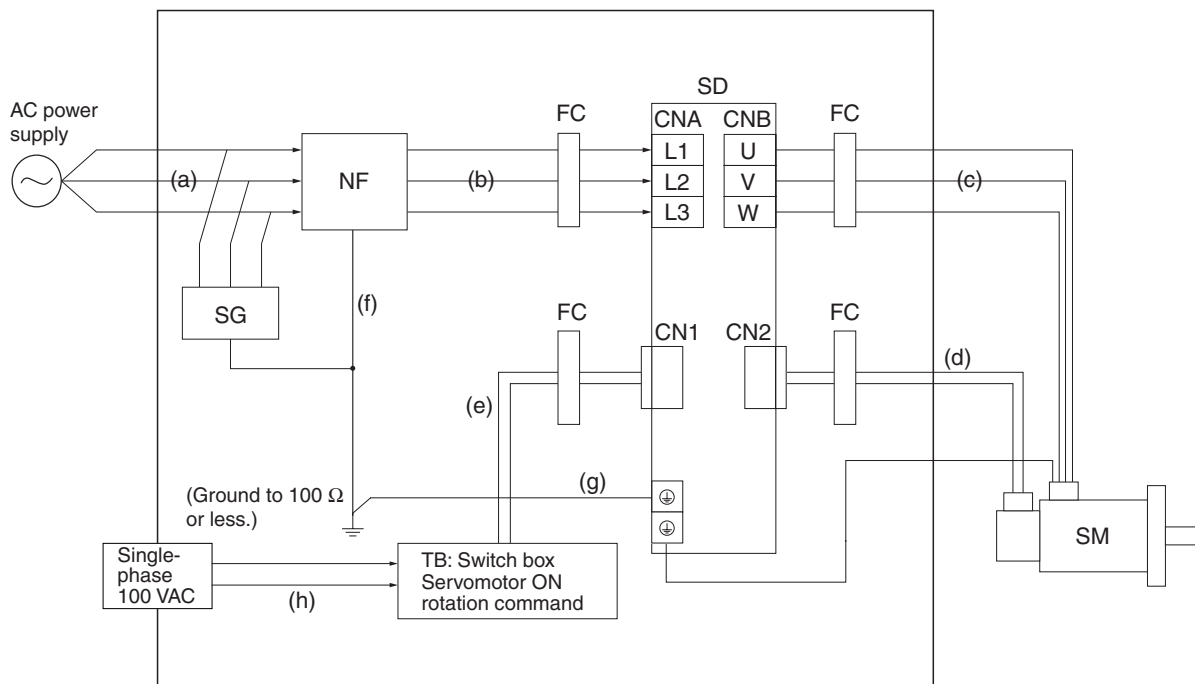 SD
FC
CNA
CNB
FC
AC power
supply
(a)
NF
(b)
L1
U
(c)
L2
V
L3
W
SG
(f)
FC
CN1
CN2
FC
(d)
(e)
(Ground to 100 Ω
or less.)
(g)
Single-
phase
100 VAC
(h)
TB: Switch box
Servomotor ON
rotation command
SM